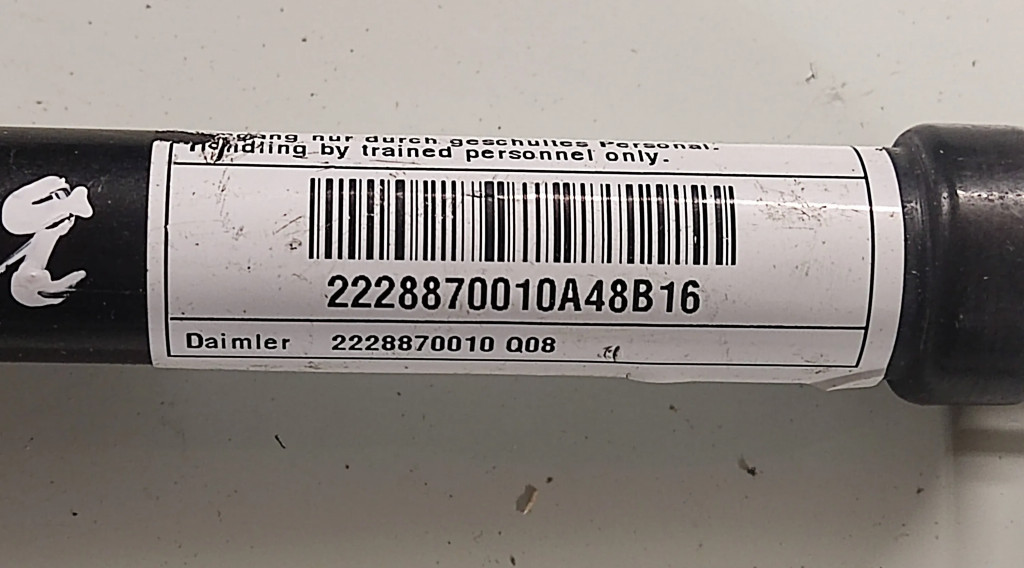 nur durch geschultes Personal.
Handling by trained personnel only.
2228870010A48B16
Daimler 2228870010 Q08